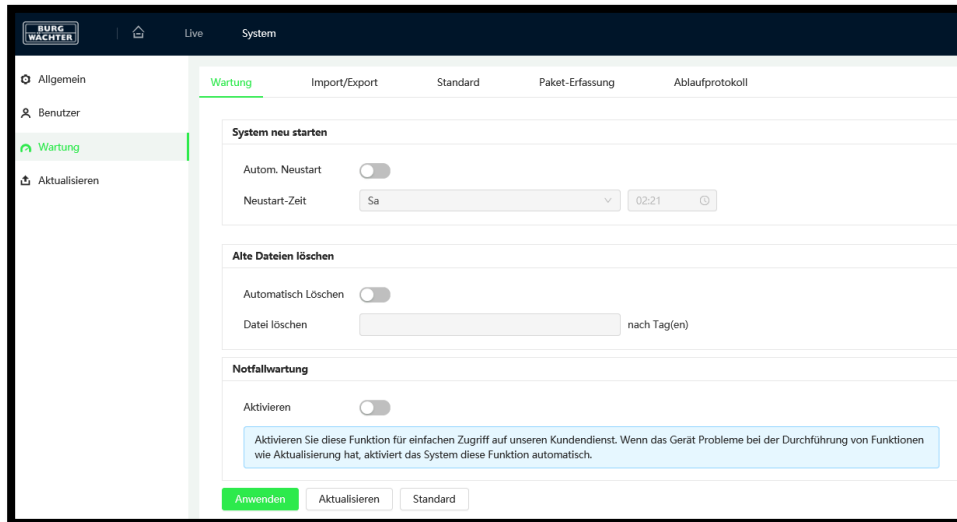 BURG
WÄCHTER
Live
System
Allgemein
Benutzer
Wartung
Aktualisieren
Wartung
Import/Export
Standard
Paket-Erfassung
Ablaufprotokoll
System neu starten
Autom. Neustart
Neustart-Zeit
Sa
02:21
Alte Dateien löschen
Automatisch Löschen
Datei löschen
nach Tag(en)
Notfallwartung
Aktivieren
Aktivieren Sie diese Funktion für einfachen Zugriff auf unseren Kundendienst. Wenn das Gerät Probleme bei der Durchführung von Funktionen
wie Aktualisierung hat, aktiviert das System diese Funktion automatisch.
Anwenden
Aktualisieren
Standard